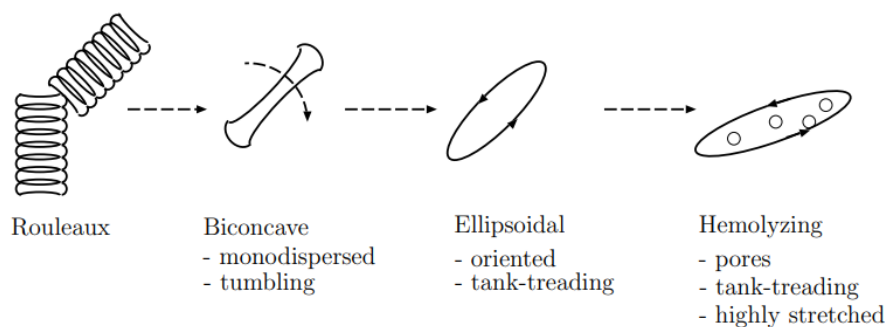 Rouleaux
Biconcave
- monodispersed
- tumbling
Ellipsoidal
- oriented
- tank-treading
Hemolyzing
- pores
- tank-treading
- highly stretched